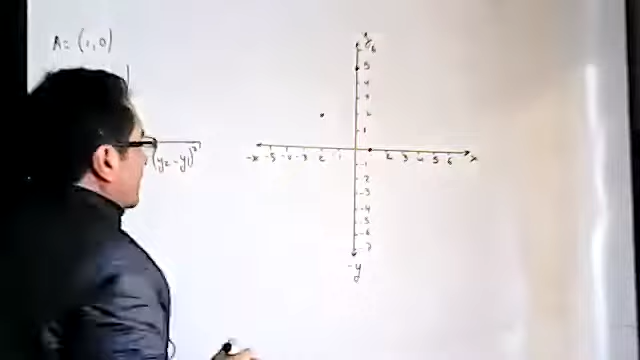 A = (1,0)
(y2 - y1)²
6
5
4
3
2
1
-x -5 -4 -3 2 -1
2 3 4 5 6 x
-1
-2
-3
-4
-5
-6
-7
-y